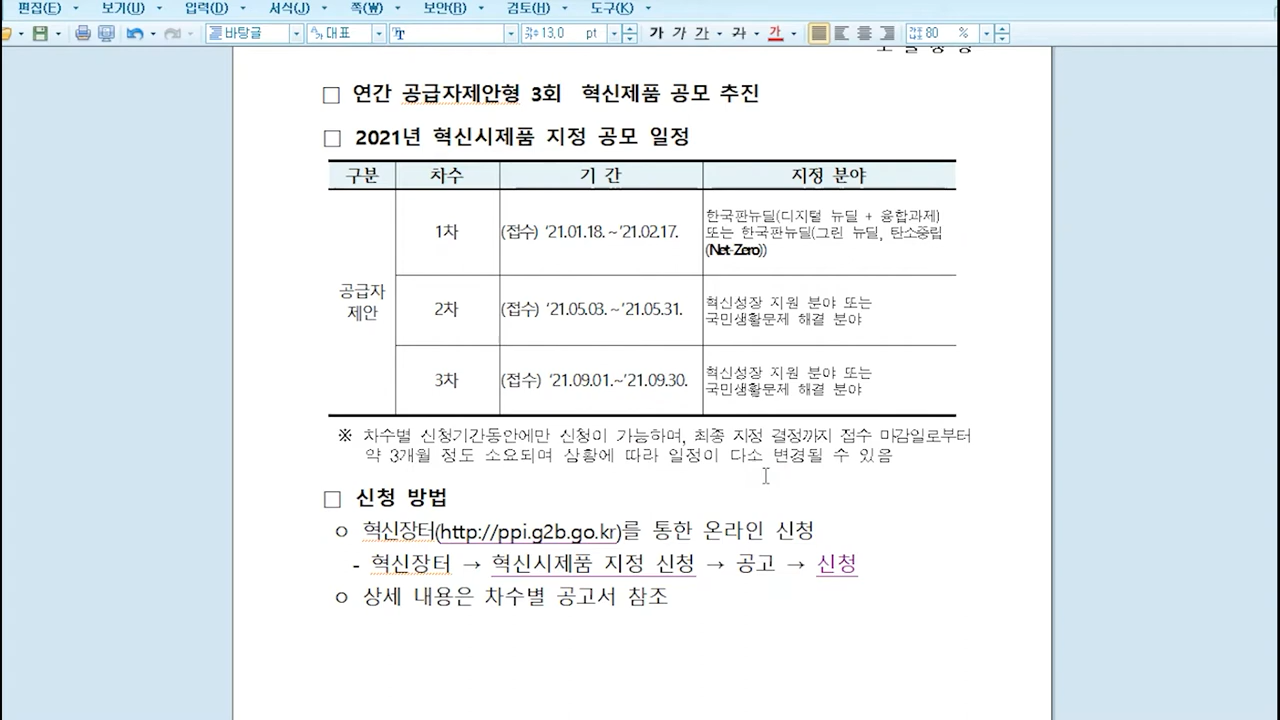 편집(E) 보기(U) 입력(D) 서식(J) 쪽(W) 보안(R) 검토(H) 도구(K)
바탕글 대표 13.0 pt 가 가 가 가 가 80 %
□ 연간 공급자제안형 3회 혁신제품 공모 추진
□ 2021년 혁신시제품 지정 공모 일정
구분 차수 기 간 지정 분야
공급자
제안
1차 (접수) '21.01.18. ~ '21.02.17.
한국판뉴딜(디지털 뉴딜 + 융합과제)
또는 한국판뉴딜(그린 뉴딜, 탄소중립
(Net-Zero))
2차 (접수) '21.05.03. ~ '21.05.31.
혁신성장 지원 분야 또는
국민생활문제 해결 분야
3차 (접수) '21.09.01.~'21.09.30.
혁신성장 지원 분야 또는
국민생활문제 해결 분야
※ 차수별 신청기간동안에만 신청이 가능하며, 최종 지정 결정까지 접수 마감일로부터
약 3개월 정도 소요되며 상황에 따라 일정이 다소 변경될 수 있음
□ 신청 방법
ㅇ 혁신장터(http://ppi.g2b.go.kr)를 통한 온라인 신청
- 혁신장터 → 혁신시제품 지정 신청 → 공고 → 신청
ㅇ 상세 내용은 차수별 공고서 참조